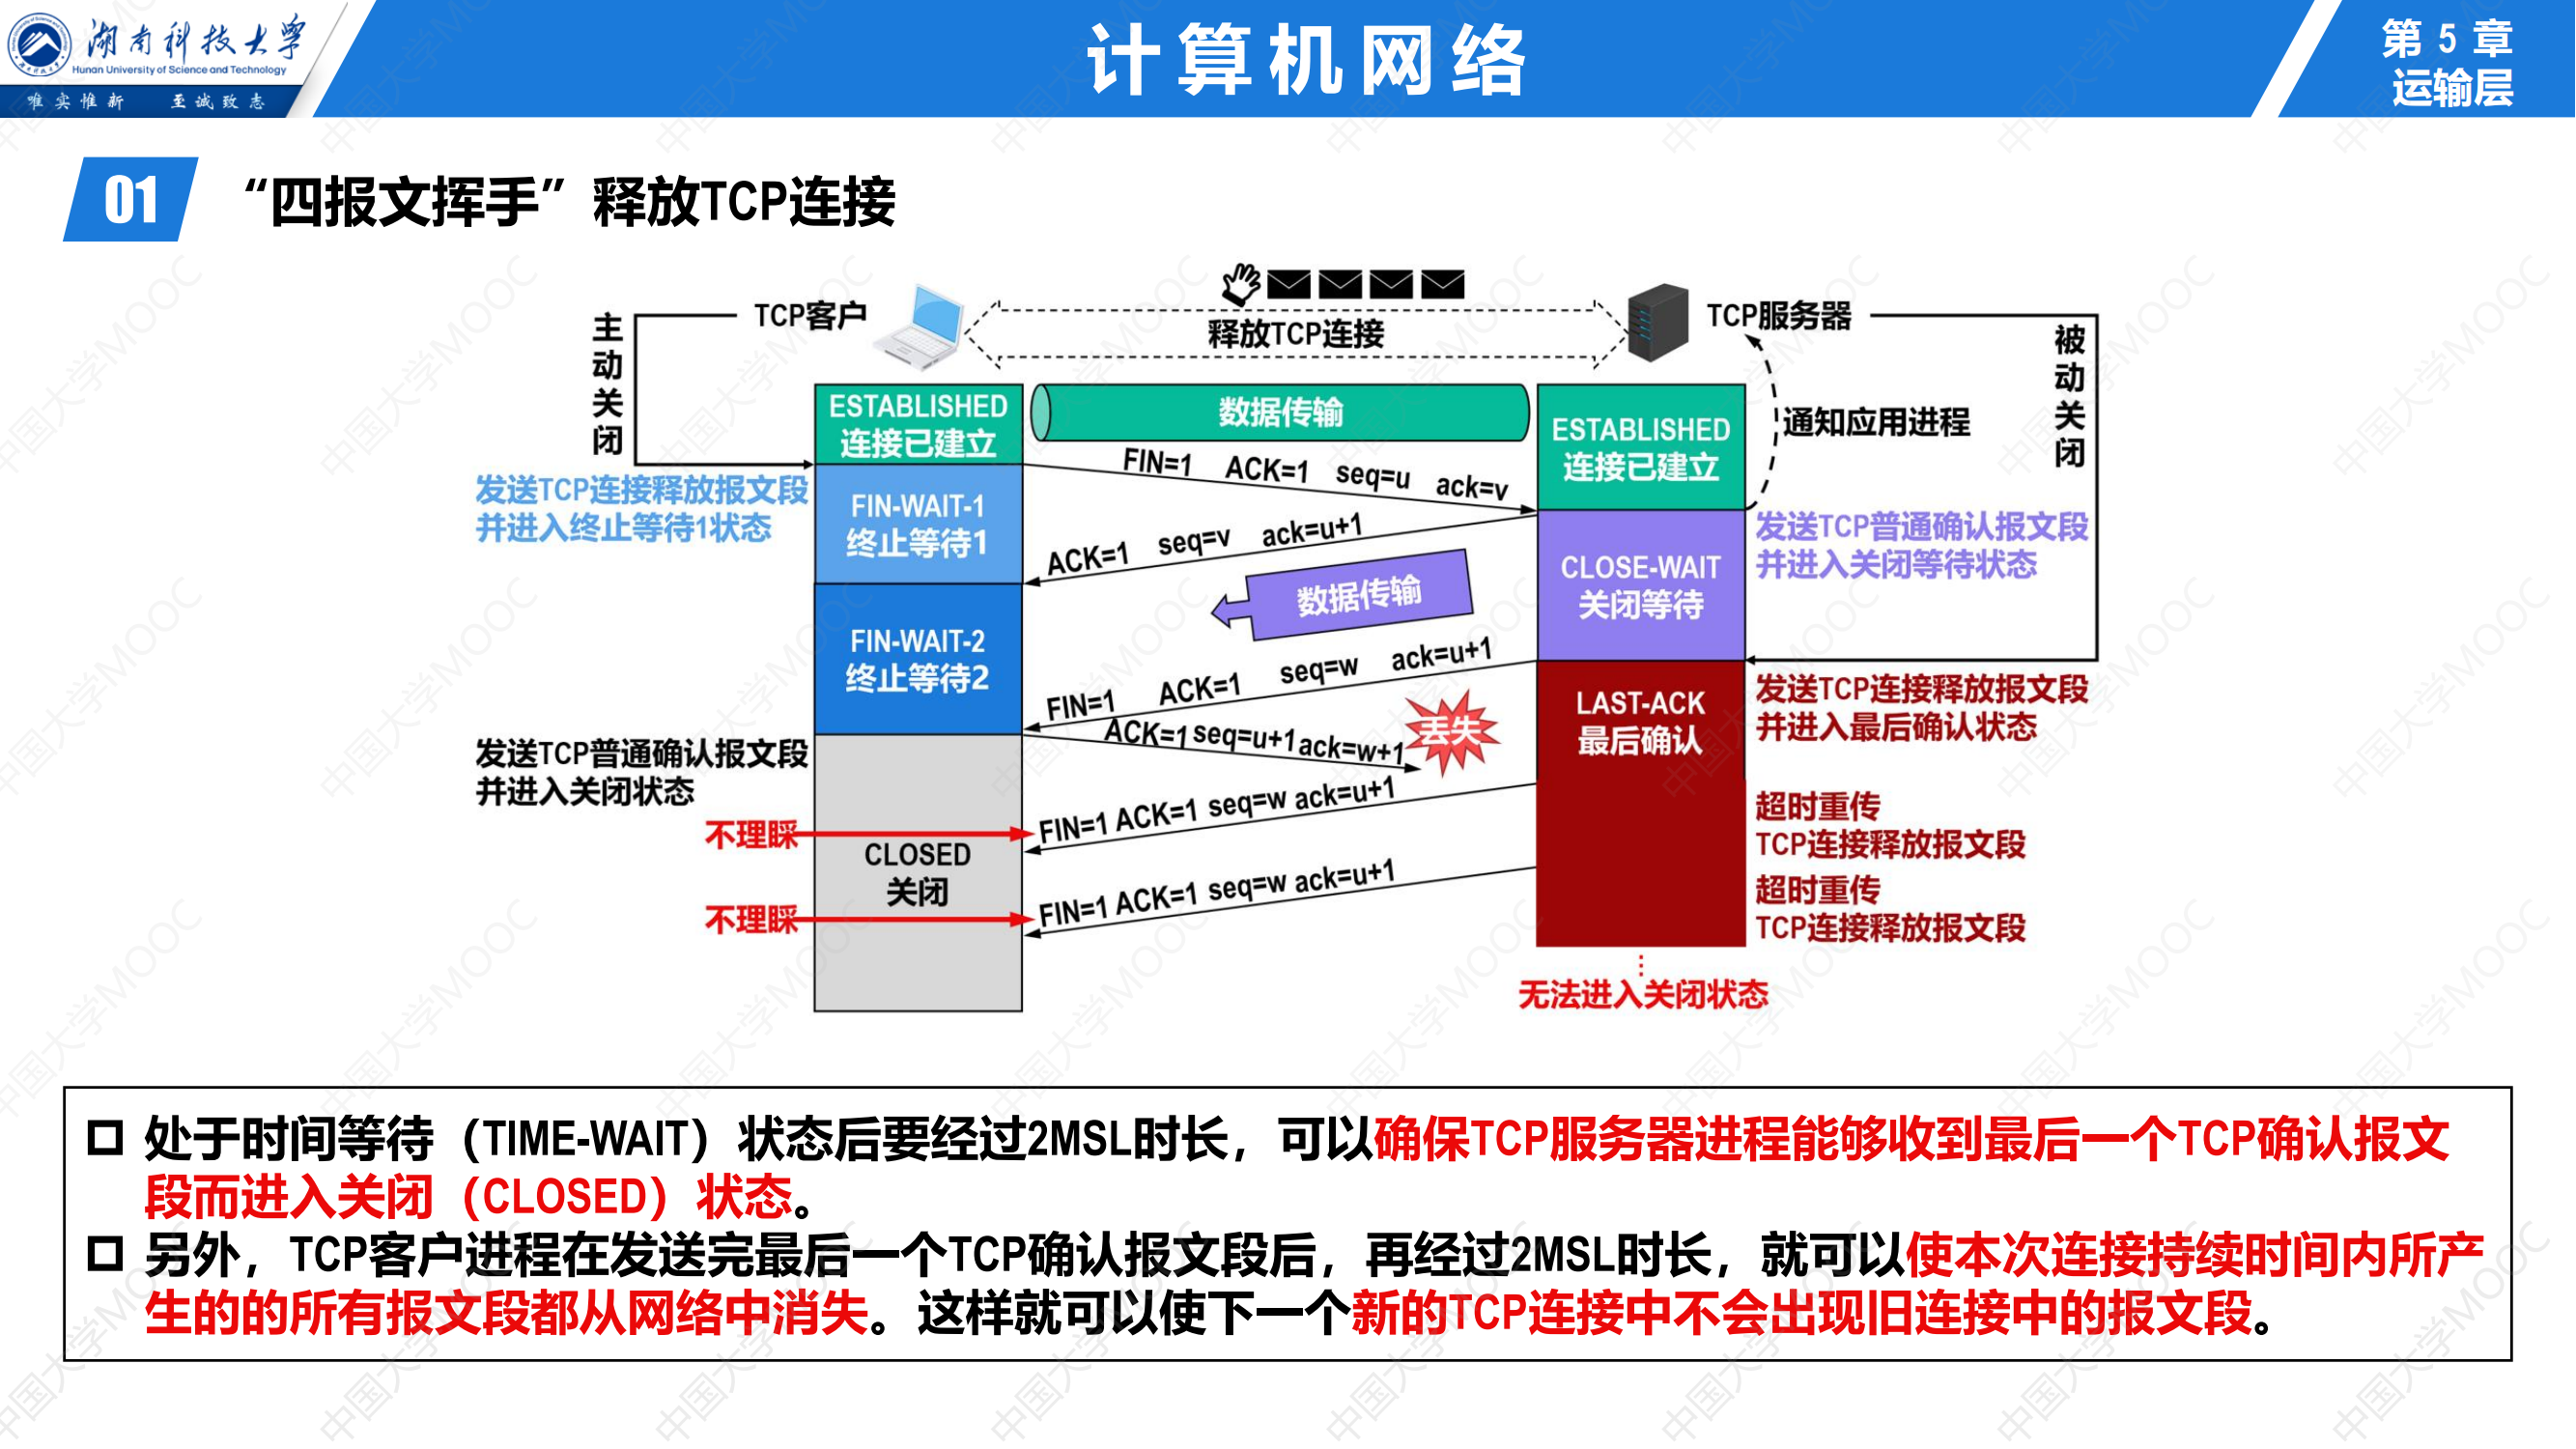 湖南科技大学
Hunan University of Science and Technology
唯实惟新 至诚致志
计算机网络
第 5 章
运输层
01
“四报文挥手”释放TCP连接
TCP客户
释放TCP连接
TCP服务器
主动关闭
被动关闭
ESTABLISHED
连接已建立
数据传输
ESTABLISHED
连接已建立
通知应用进程
FIN=1 ACK=1 seq=u ack=v
发送TCP连接释放报文段
并进入终止等待1状态
FIN-WAIT-1
终止等待1
ACK=1 seq=v ack=u+1
发送TCP普通确认报文段
并进入关闭等待状态
CLOSE-WAIT
关闭等待
数据传输
FIN-WAIT-2
终止等待2
FIN=1 ACK=1 seq=w ack=u+1
发送TCP连接释放报文段
并进入最后确认状态
LAST-ACK
最后确认
ACK=1 seq=u+1 ack=w+1
丢失
发送TCP普通确认报文段
并进入关闭状态
不理睬
FIN=1 ACK=1 seq=w ack=u+1
超时重传
TCP连接释放报文段
CLOSED
关闭
不理睬
FIN=1 ACK=1 seq=w ack=u+1
超时重传
TCP连接释放报文段
无法进入关闭状态
处于时间等待（TIME-WAIT）状态后要经过2MSL时长，可以确保TCP服务器进程能够收到最后一个TCP确认报文
段而进入关闭（CLOSED）状态。
另外，TCP客户进程在发送完最后一个TCP确认报文段后，再经过2MSL时长，就可以使本次连接持续时间内所产
生的的所有报文段都从网络中消失。这样就可以使下一个新的TCP连接中不会出现旧连接中的报文段。
中国大学MOOC